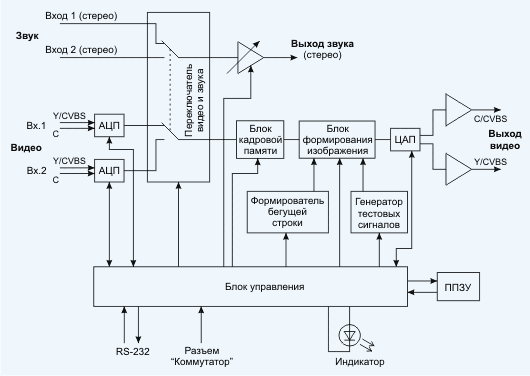 Вход 1 (стерео)
Звук
Вход 2 (стерео)
Выход звука
(стерео)
Переключатель
видео и звука
Y/CVBS
Вх.1
C
АЦП
Видео
Y/CVBS
Вх.2
C
АЦП
Блок
кадровой
памяти
Блок
формирования
изображения
ЦАП
C/CVBS
Выход
видео
Y/CVBS
Формирователь
бегущей
строки
Генератор
тестовых
сигналов
Блок управления
ППЗУ
RS-232
Разъем
“Коммутатор”
Индикатор